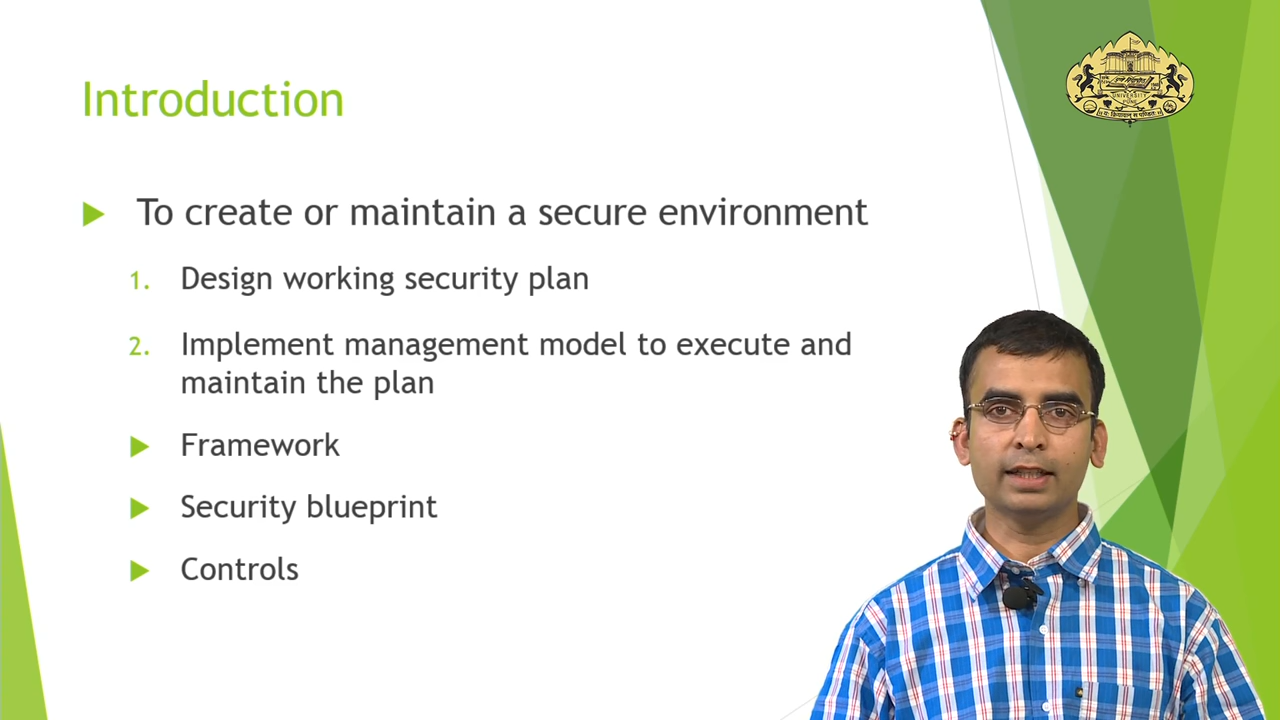 Introduction
To create or maintain a secure environment
1. Design working security plan
2. Implement management model to execute and
maintain the plan
Framework
Security blueprint
Controls
UNIVERSITY